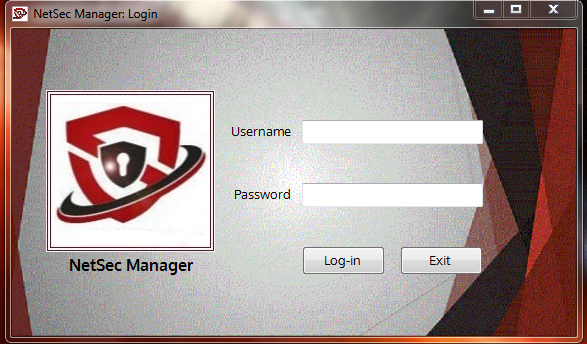 NetSec Manager: Login
Username
Password
Log-in Exit
NetSec Manager